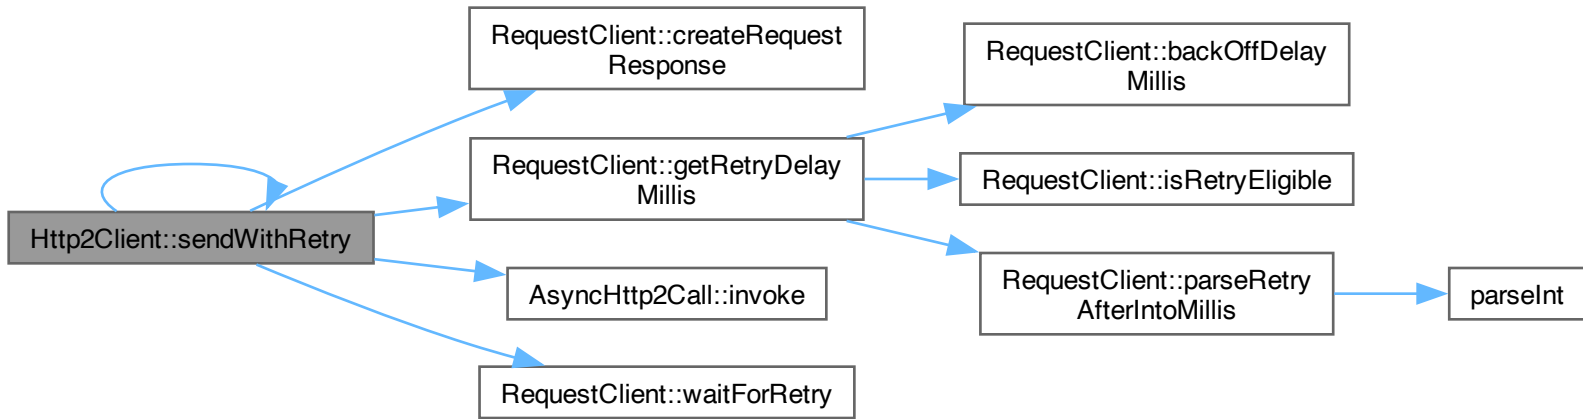 Http2Client::sendWithRetry
RequestClient::createRequest
Response
RequestClient::getRetryDelay
Millis
AsyncHttp2Call::invoke
RequestClient::waitForRetry
RequestClient::backOffDelay
Millis
RequestClient::isRetryEligible
RequestClient::parseRetry
AfterIntoMillis
parseInt